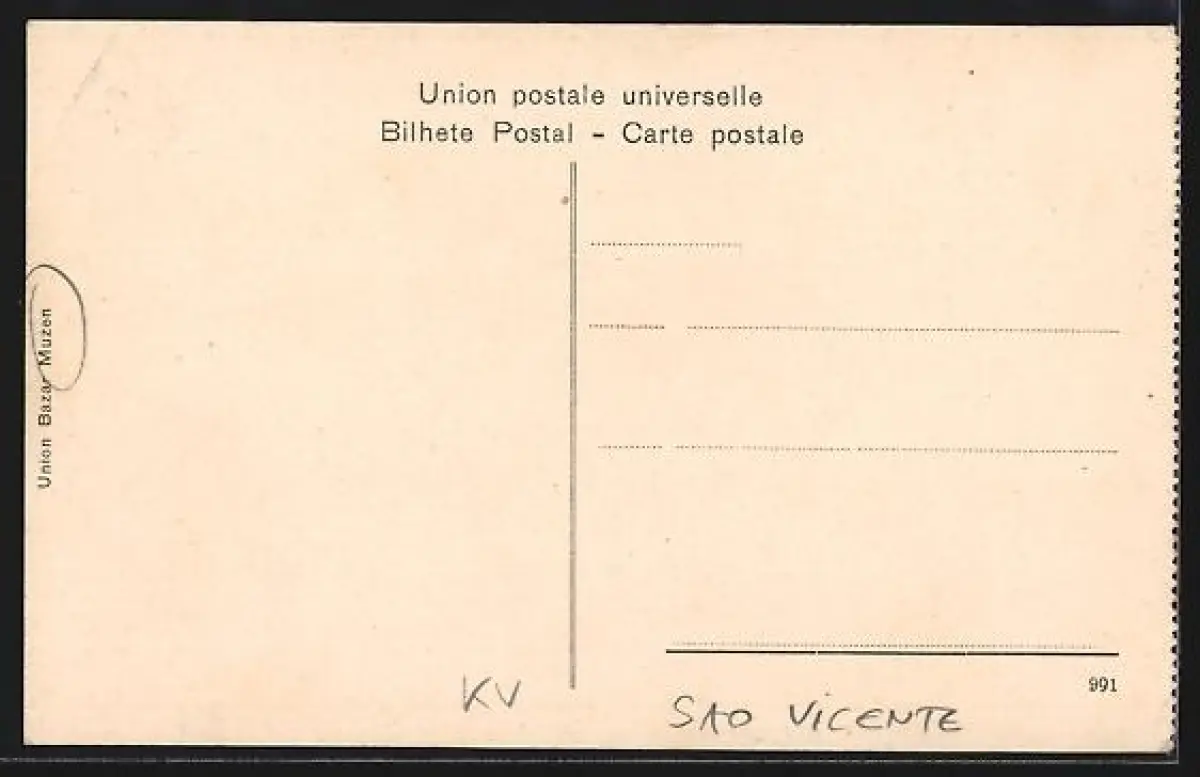 Union postale universelle
Bilhete Postal - Carte postale
Union Bazar Muzen
991
KV
SAO VICENTE